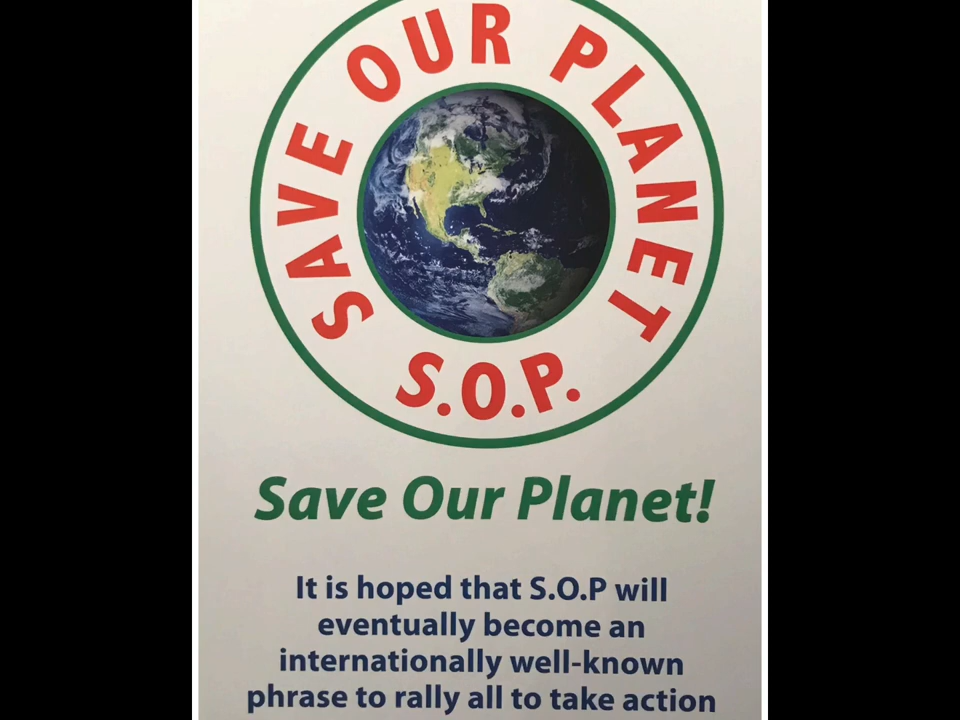 SAVE OUR PLANET
S.O.P.
Save Our Planet!
It is hoped that S.O.P will
eventually become an
internationally well-known
phrase to rally all to take action